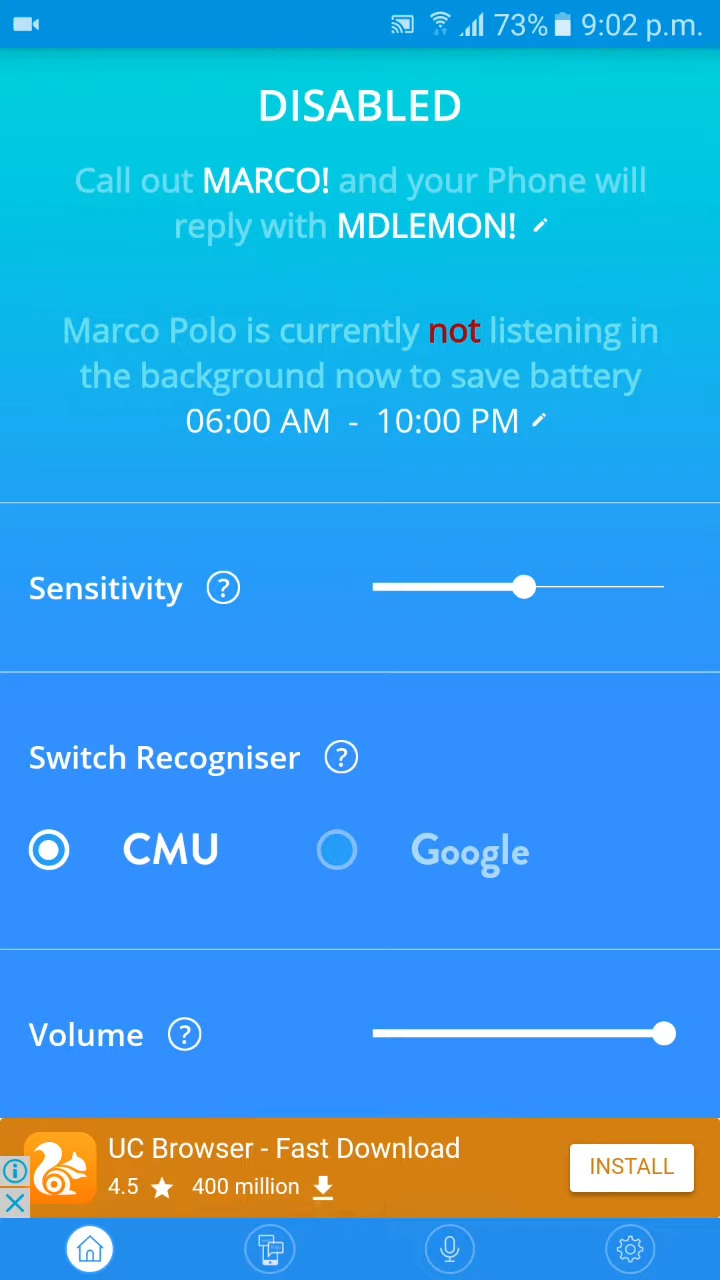 73% 9:02 p.m.
DISABLED
Call out MARCO! and your Phone will
reply with MDLEMON!
Marco Polo is currently not listening in
the background now to save battery
06:00 AM - 10:00 PM
Sensitivity ?
Switch Recogniser ?
CMU Google
Volume ?
UC Browser - Fast Download
4.5 400 million
INSTALL